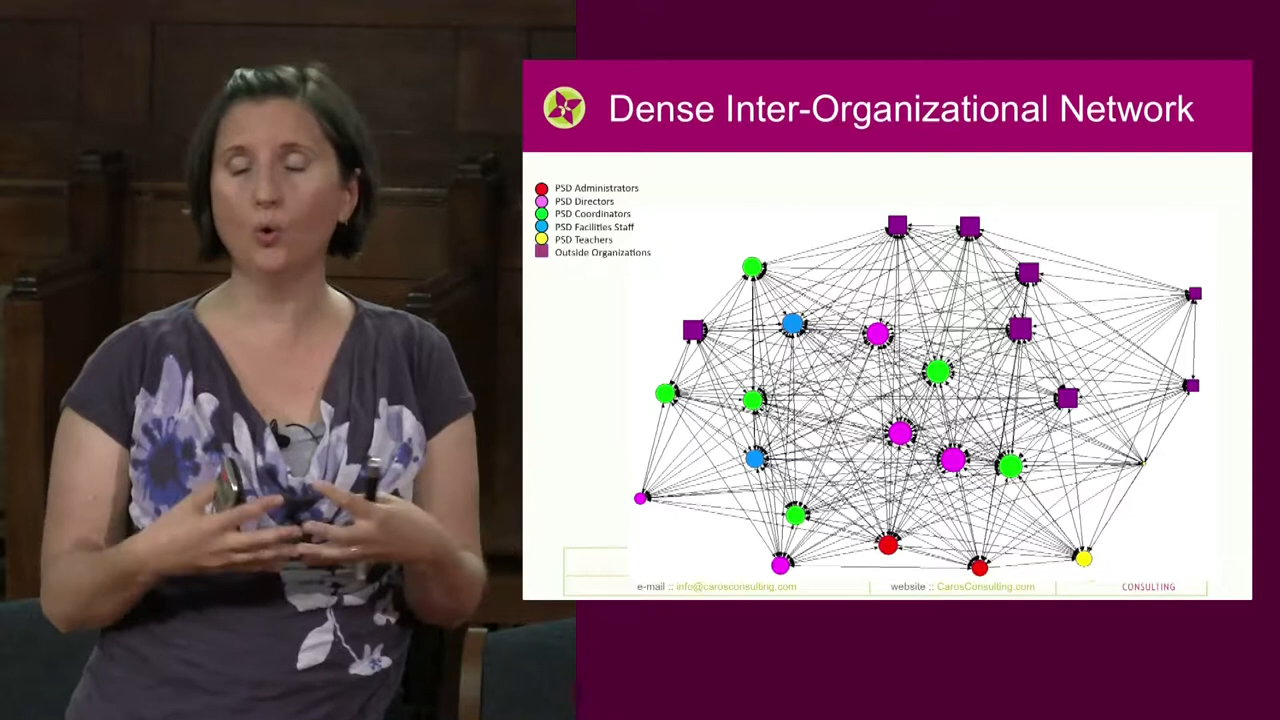 Dense Inter-Organizational Network
PSD Administrators
PSD Directors
PSD Coordinators
PSD Facilities Staff
PSD Teachers
Outside Organizations
e-mail :: info@carosconsulting.com
website :: CarosConsulting.com
CONSULTING